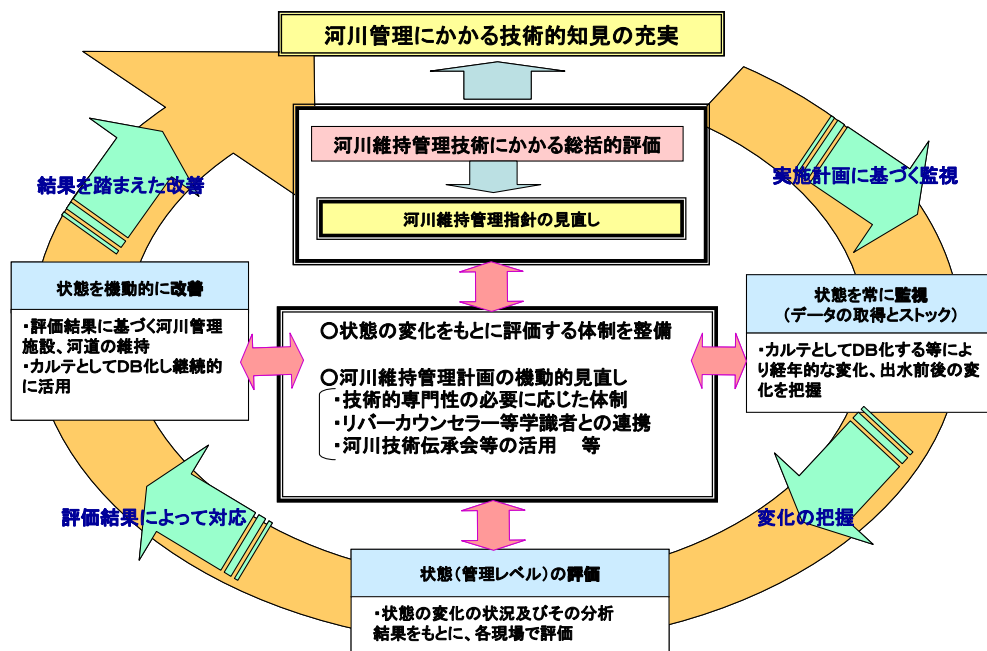 河川管理にかかる技術的知見の充実
河川維持管理技術にかかる総括的評価
河川維持管理指針の見直し
結果を踏まえた改善
実施計画に基づく監視
状態を機動的に改善
・評価結果に基づく河川管理
施設、河道の維持
・カルテとしてDB化し継続的
に活用
○状態の変化をもとに評価する体制を整備
○河川維持管理計画の機動的見直し
・技術的専門性の必要に応じた体制
・リバーカウンセラー等学識者との連携
・河川技術伝承会等の活用 等
状態を常に監視
(データの取得とストック)
・カルテとしてDB化する等によ
り経年的な変化、出水前後の変
化を把握
評価結果によって対応
変化の把握
状態(管理レベル)の評価
・状態の変化の状況及びその分析
結果をもとに、各現場で評価